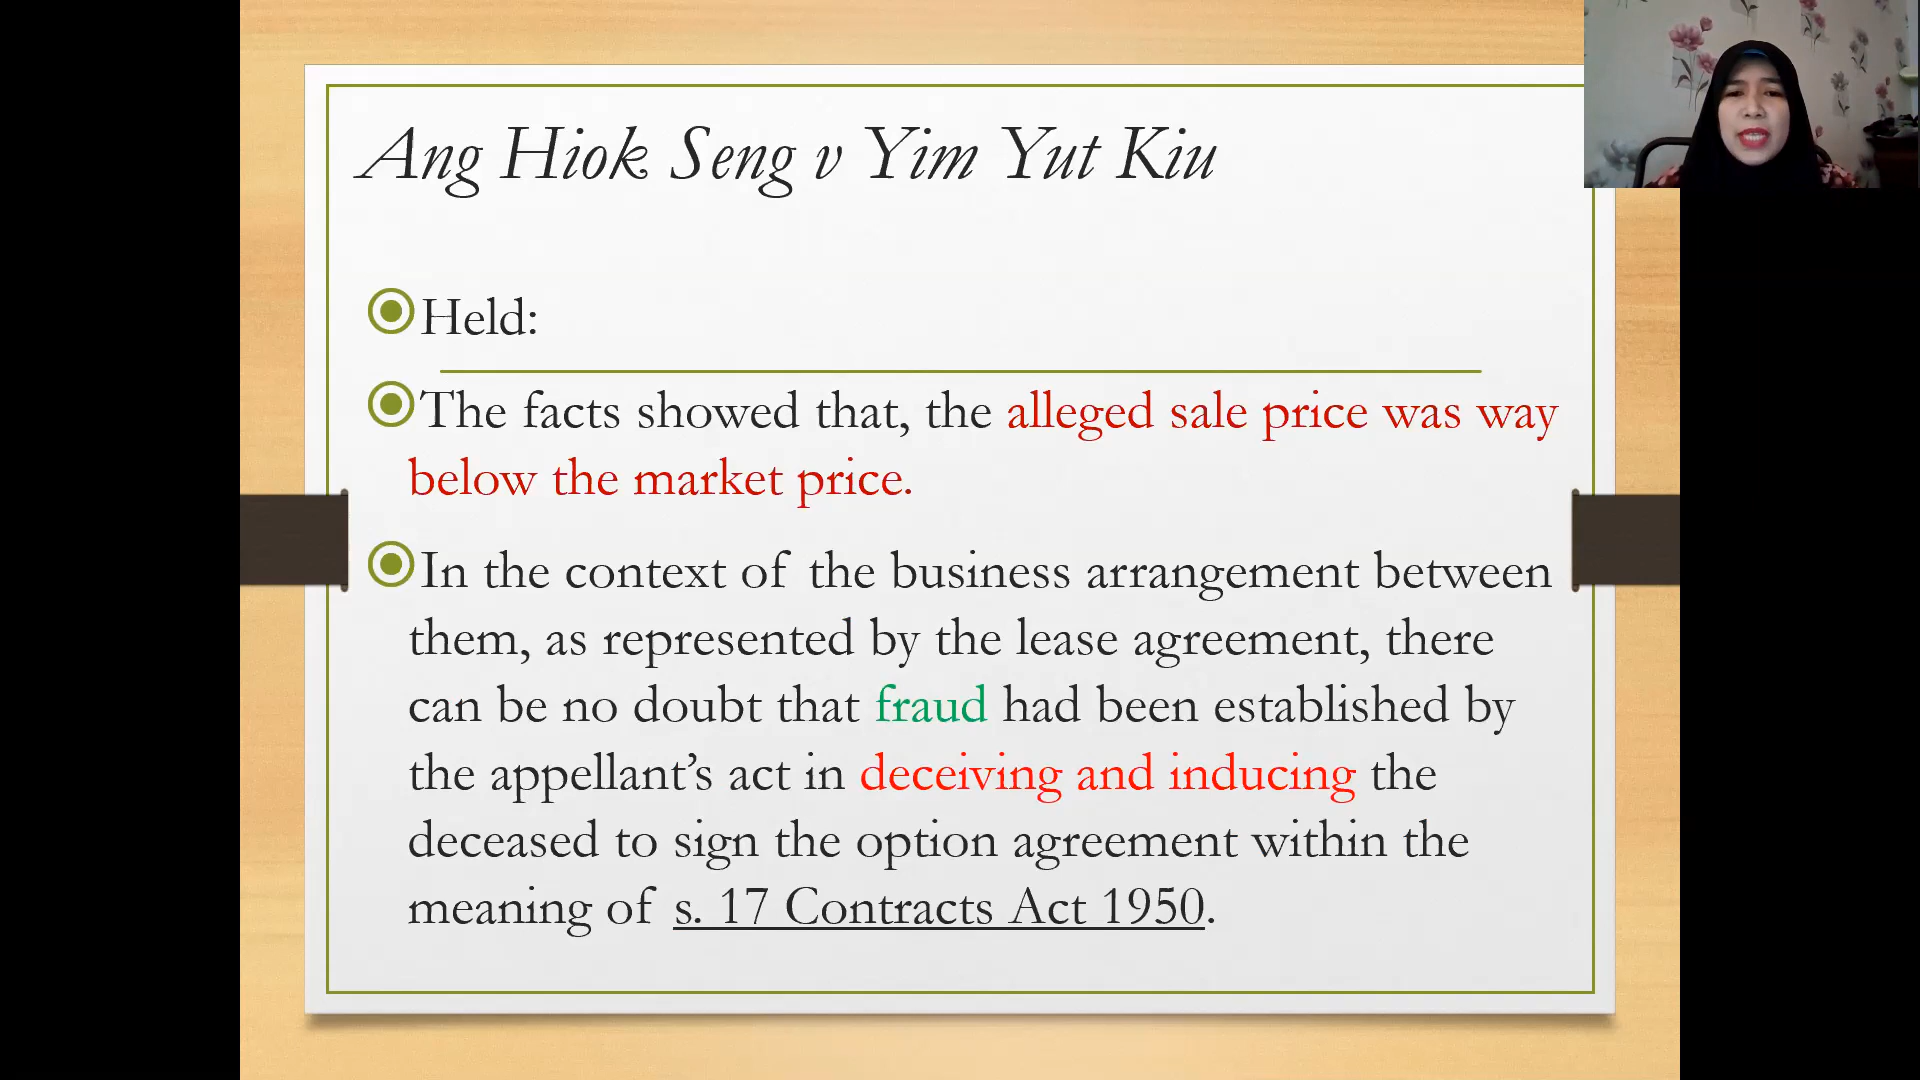 Ang Hiok Seng v Yim Yut Kiu
Held:
The facts showed that, the alleged sale price was way
below the market price.
In the context of the business arrangement between
them, as represented by the lease agreement, there
can be no doubt that fraud had been established by
the appellant’s act in deceiving and inducing the
deceased to sign the option agreement within the
meaning of s. 17 Contracts Act 1950.